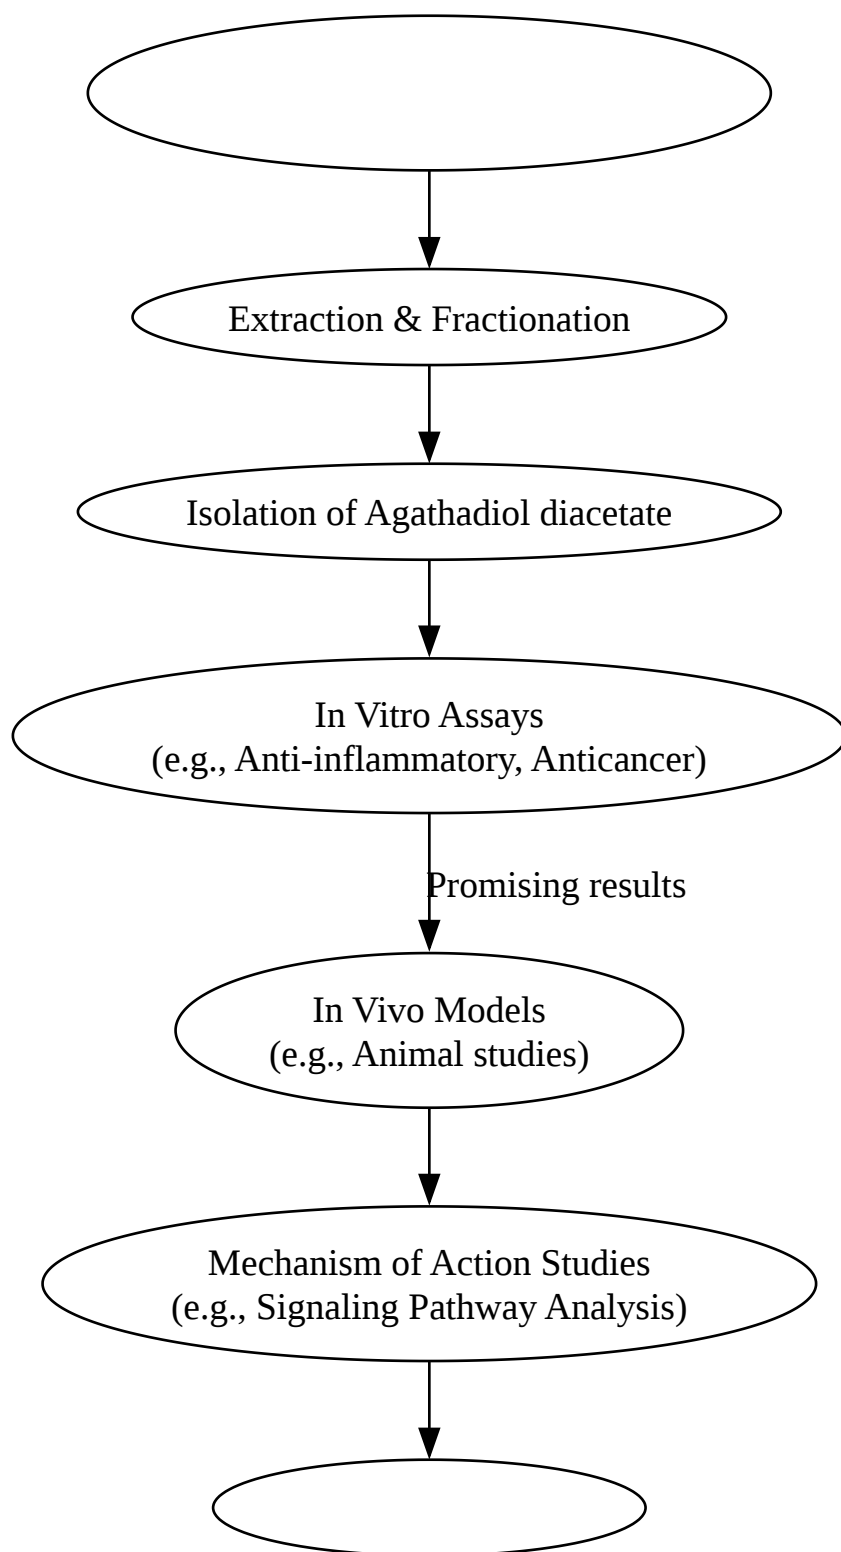 Extraction & Fractionation
Isolation of Agathadiol diacetate
In Vitro Assays
(e.g., Anti-inflammatory, Anticancer)
Promising results
In Vivo Models
(e.g., Animal studies)
Mechanism of Action Studies
(e.g., Signaling Pathway Analysis)